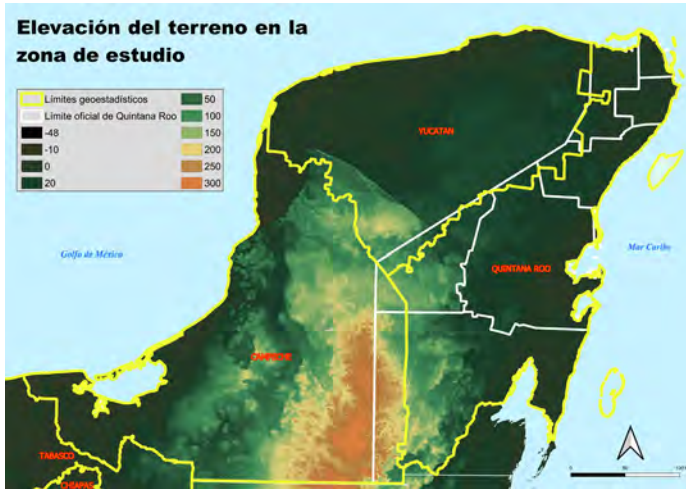 Elevación del terreno en la
zona de estudio
Límites geoestadísticos
Límite oficial de Quintana Roo
-48
-10
0
20
50
100
150
200
250
300
YUCATAN
Golfo de México
Mar Caribe
QUINTANA ROO
CAMPECHE
TABASCO
CHIAPAS